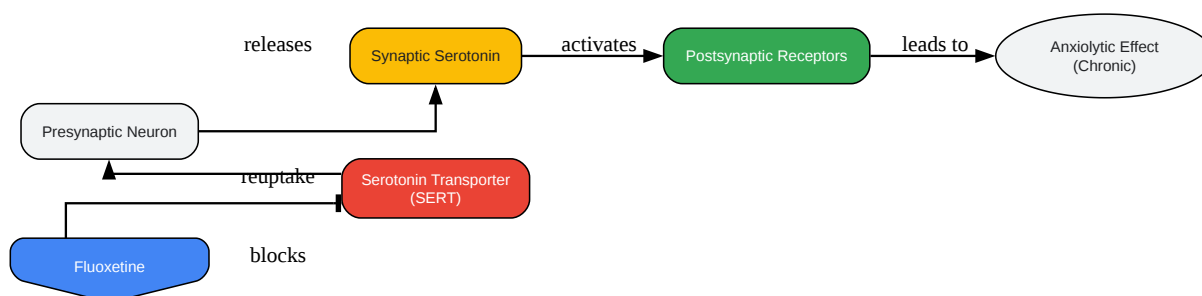 releases
Synaptic Serotonin
activates
Postsynaptic Receptors
leads to
Anxiolytic Effect
(Chronic)
Presynaptic Neuron
reuptake
Serotonin Transporter
(SERT)
blocks
Fluoxetine